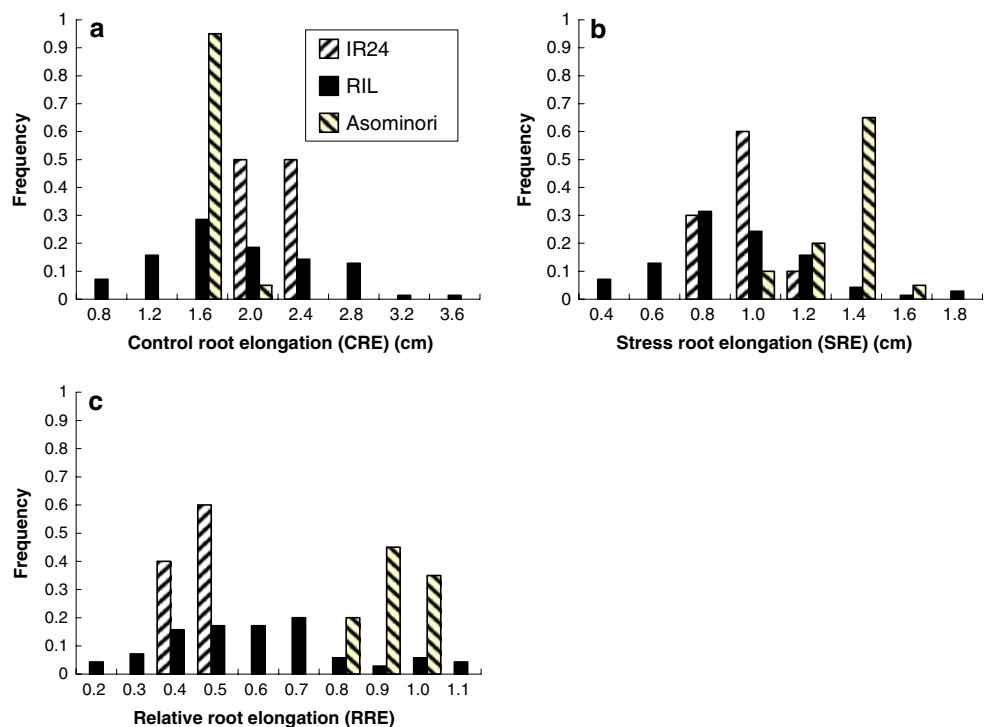 a
1
0.9
0.8
0.7
0.6
0.5
0.4
0.3
0.2
0.1
0
Frequency
IR24
RIL
Asominori
0.8 1.2 1.6 2.0 2.4 2.8 3.2 3.6
Control root elongation (CRE) (cm)
b
1
0.9
0.8
0.7
0.6
0.5
0.4
0.3
0.2
0.1
0
Frequency
0.4 0.6 0.8 1.0 1.2 1.4 1.6 1.8
Stress root elongation (SRE) (cm)
c
1
0.9
0.8
0.7
0.6
0.5
0.4
0.3
0.2
0.1
0
Frequency
0.2 0.3 0.4 0.5 0.6 0.7 0.8 0.9 1.0 1.1
Relative root elongation (RRE)